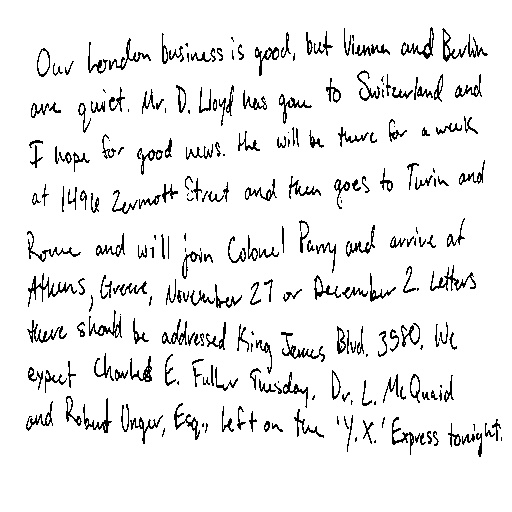 Our London business is good, but Vienna and Berlin
are quiet. Mr. D. Lloyd has gone to Switzerland and
I hope for good news. He will be there for a week
at 1496 Zermott Street and then goes to Turin and
Rome and will join Colonel Parry and arrive at
Athens, Greece, November 27 or December 2. Letters
there should be addressed King James Blvd. 3580. We
expect Charles E. Fuller Tuesday. Dr. L. McQuaid
and Robert Unger, Esq., left on the 'Y.X.' Express tonight.